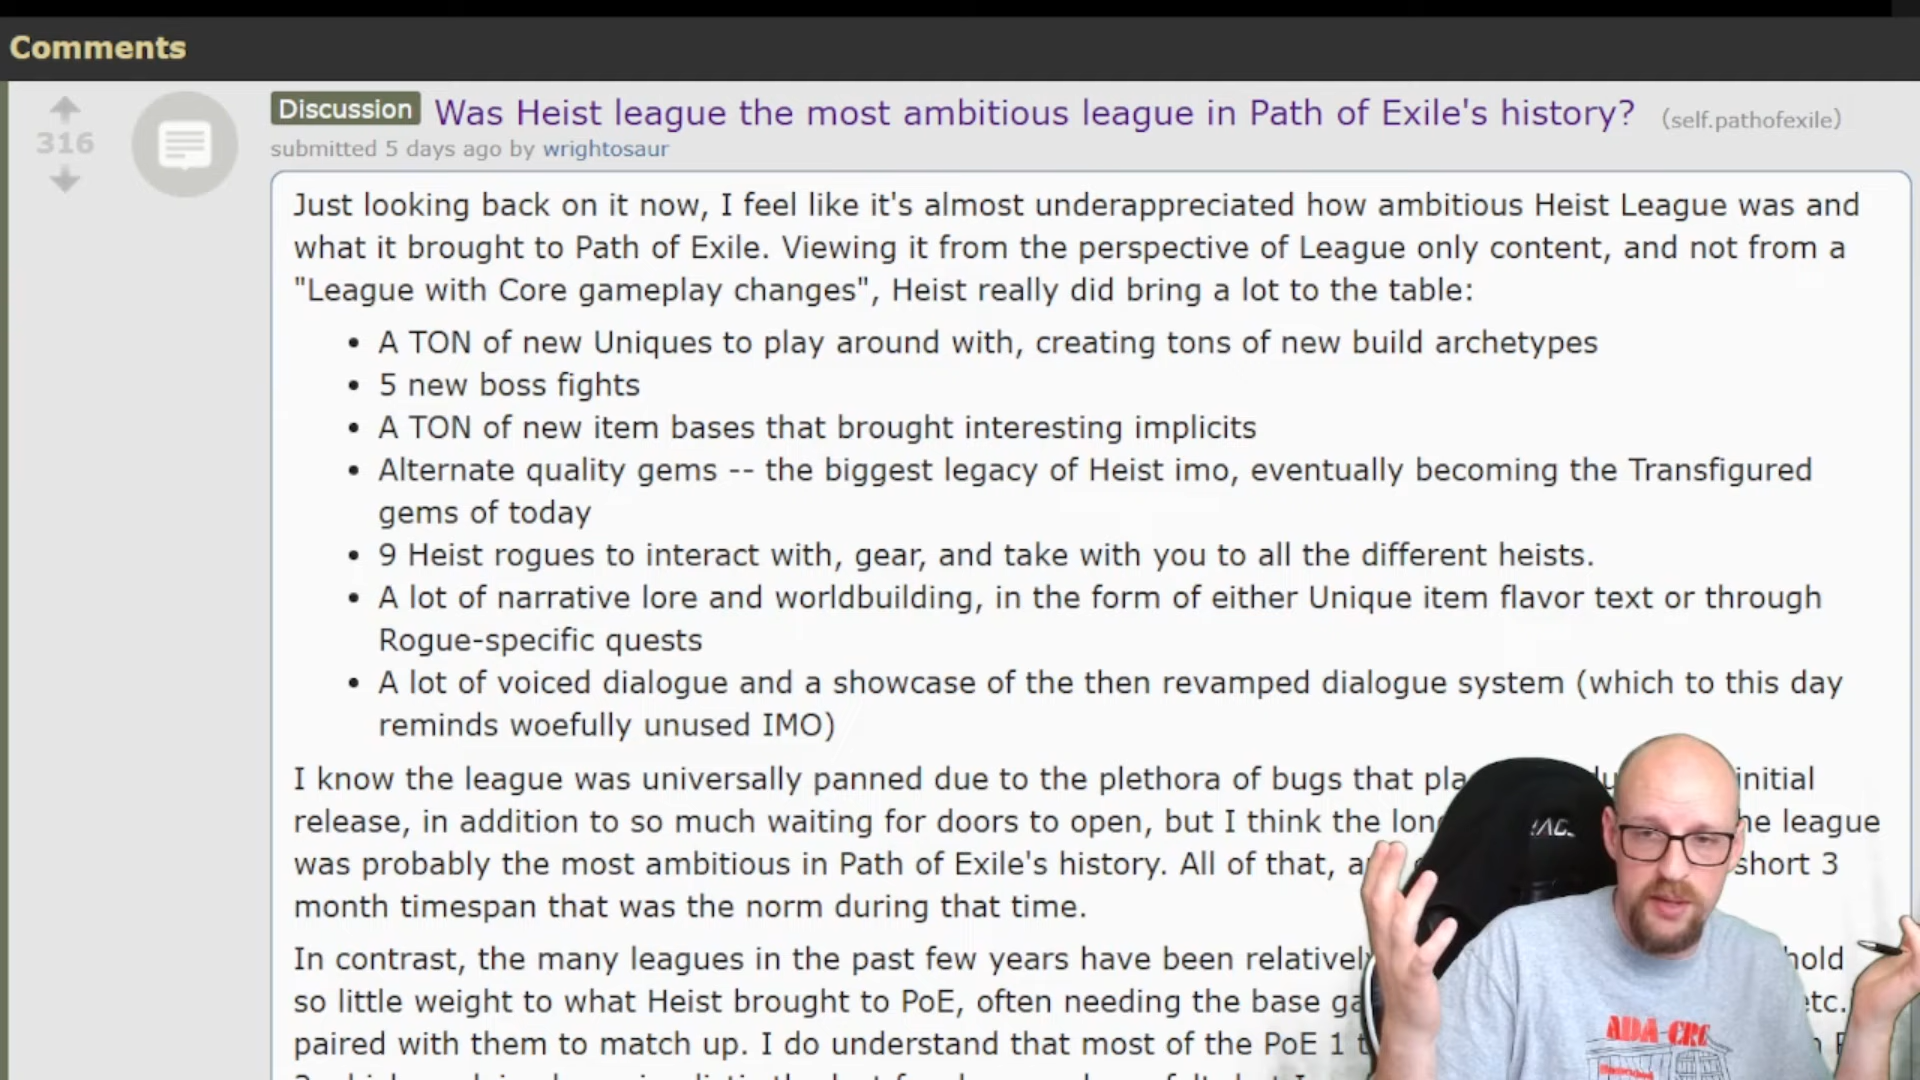 Comments
316
Discussion Was Heist league the most ambitious league in Path of Exile's history? (self.pathofexile)
submitted 5 days ago by wrightosaur
Just looking back on it now, I feel like it's almost underappreciated how ambitious Heist League was and
what it brought to Path of Exile. Viewing it from the perspective of League only content, and not from a
"League with Core gameplay changes", Heist really did bring a lot to the table:
• A TON of new Uniques to play around with, creating tons of new build archetypes
• 5 new boss fights
• A TON of new item bases that brought interesting implicits
• Alternate quality gems -- the biggest legacy of Heist imo, eventually becoming the Transfigured
gems of today
• 9 Heist rogues to interact with, gear, and take with you to all the different heists.
• A lot of narrative lore and worldbuilding, in the form of either Unique item flavor text or through
Rogue-specific quests
• A lot of voiced dialogue and a showcase of the then revamped dialogue system (which to this day
reminds woefully unused IMO)
I know the league was universally panned due to the plethora of bugs that initial
release, in addition to so much waiting for doors to open, but I think the league
was probably the most ambitious in Path of Exile's history. All of that, short 3
month timespan that was the norm during that time.
In contrast, the many leagues in the past few years have been hold
so little weight to what Heist brought to PoE, often needing the base etc.
paired with them to match up. I do understand that most of the PoE 1
ADA-CRC